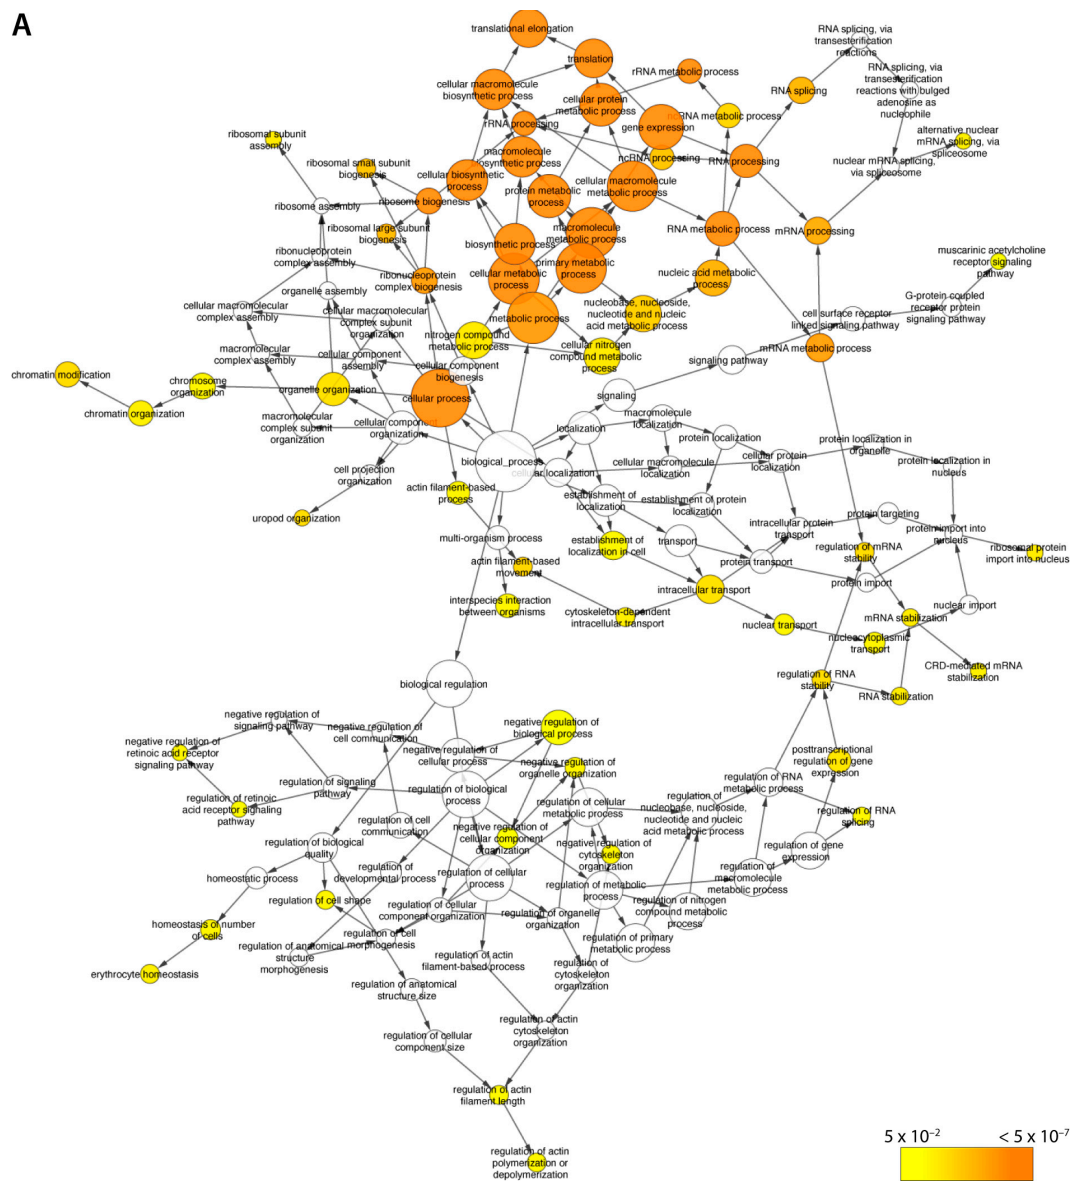 A
translational elongation
translation
RNA splicing, via
transesterification
reactions
rRNA metabolic process
RNA splicing, via
transesterification
reactions with bulged
adenosine as
nucleophile
cellular macromolecule
biosynthetic process
RNA splicing
cellular protein
metabolic process
ncRNA metabolic process
gene expression
rRNA processing
alternative nuclear
mRNA splicing, via
spliceosome
ribosomal subunit
assembly
macromolecule
biosynthetic process
ncRNA processing
RNA processing
nuclear mRNA splicing,
via spliceosome
ribosomal small subunit
biogenesis
cellular biosynthetic
process
cellular macromolecule
metabolic process
protein metabolic
process
ribosome biogenesis
ribosome assembly
ribosomal large subunit
biogenesis
macromolecule
metabolic process
RNA metabolic process
mRNA processing
biosynthetic process
muscarinic acetylcholine
receptor signaling
pathway
ribonucleoprotein
complex assembly
ribonucleoprotein
complex biogenesis
cellular metabolic
process
primary metabolic
process
nucleic acid metabolic
process
organelle assembly
cellular macromolecular
complex assembly
cellular macromolecular
complex subunit
organization
metabolic process
nucleobase, nucleoside,
nucleotide and nucleic
acid metabolic process
cell surface receptor
linked signaling pathway
G-protein coupled
receptor protein
signaling pathway
nitrogen compound
metabolic process
cellular nitrogen
compound metabolic
process
mRNA metabolic process
signaling pathway
macromolecular
complex assembly
cellular component
assembly
cellular component
biogenesis
chromatin modification
chromosome
organization
organelle organization
cellular process
signaling
chromatin organization
macromolecular
complex subunit
organization
cellular component
organization
localization
macromolecule
localization
protein localization
protein localization in
organelle
biological_process
cellular localization
cellular macromolecule
localization
cellular protein
localization
protein localization in
nucleus
cell projection
organization
actin filament-based
process
establishment of
localization
establishment of protein
localization
uropod organization
intracellular protein
transport
protein targeting
protein import into
nucleus
multi-organism process
establishment of
localization in cell
transport
protein transport
regulation of mRNA
stability
ribosomal protein
import into nucleus
actin filament-based
movement
intracellular transport
protein import
interspecies interaction
between organisms
cytoskeleton-dependent
intracellular transport
nuclear transport
nuclear import
mRNA stabilization
nucleocytoplasmic
transport
CRD-mediated mRNA
stabilization
regulation of RNA
stability
RNA stabilization
biological regulation
negative regulation of
signaling pathway
negative regulation of
cell communication
negative regulation of
biological process
negative regulation of
retinoic acid receptor
signaling pathway
negative regulation of
cellular process
negative regulation of
organelle organization
posttranscriptional
regulation of gene
expression
regulation of signaling
pathway
regulation of biological
process
regulation of RNA
metabolic process
regulation of retinoic
acid receptor signaling
pathway
regulation of cellular
metabolic process
regulation of
nucleobase, nucleoside,
nucleotide and nucleic
acid metabolic process
regulation of RNA
splicing
regulation of cell
communication
negative regulation of
cellular component
organization
regulation of biological
quality
negative regulation of
cytoskeleton
organization
regulation of gene
expression
homeostatic process
regulation of
developmental process
regulation of cellular
process
regulation of metabolic
process
regulation of
macromolecule
metabolic process
regulation of cell shape
regulation of cellular
component organization
regulation of organelle
organization
regulation of nitrogen
compound metabolic
process
homeostasis of number
of cells
regulation of cell
morphogenesis
regulation of primary
metabolic process
regulation of anatomical
structure
morphogenesis
regulation of actin
filament-based process
regulation of
cytoskeleton
organization
erythrocyte homeostasis
regulation of anatomical
structure size
regulation of actin
cytoskeleton
organization
regulation of cellular
component size
regulation of actin
filament length
regulation of actin
polymerization or
depolymerization
5 x 10⁻² < 5 x 10⁻⁷